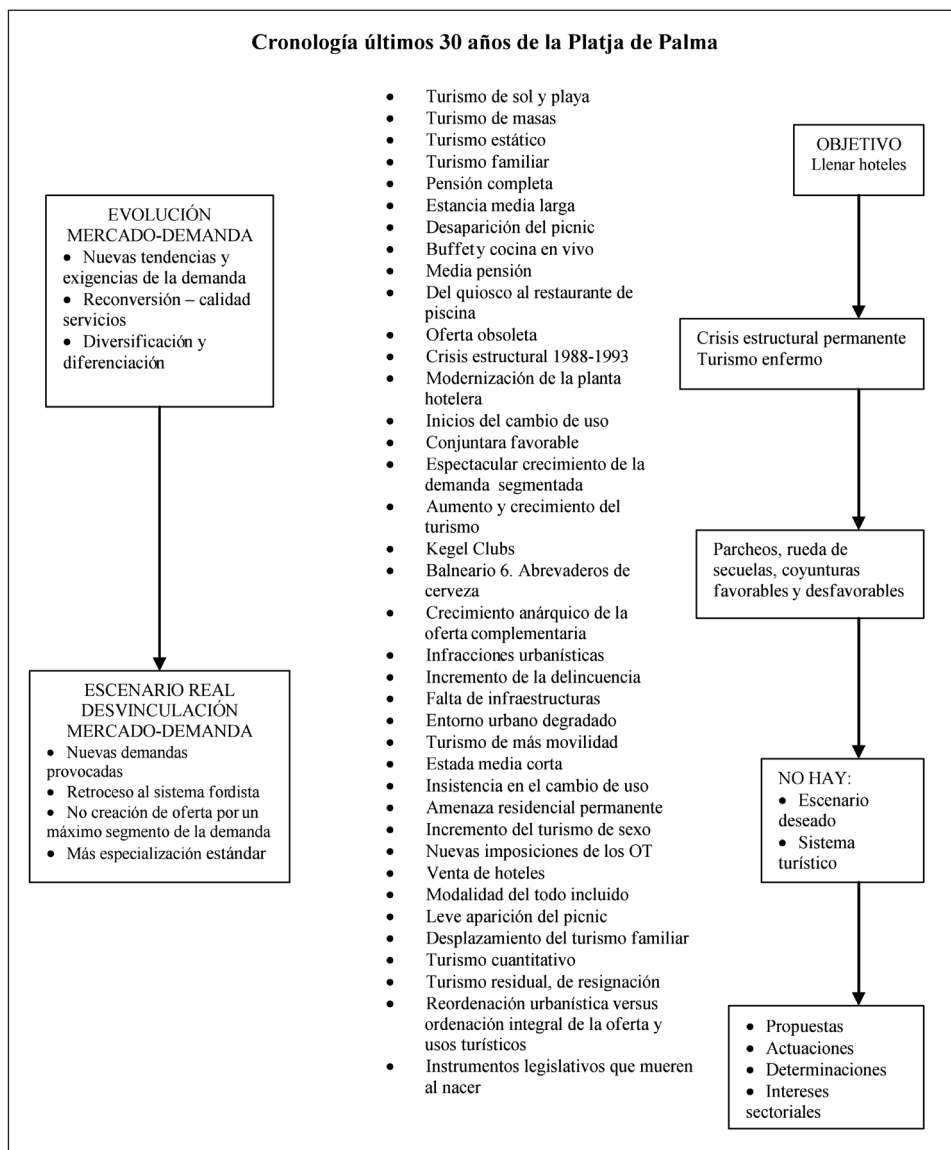 Cronología últimos 30 años de la Platja de Palma
EVOLUCIÓN
MERCADO-DEMANDA
• Nuevas tendencias y
exigencias de la demanda
• Reconversión – calidad
servicios
• Diversificación y
diferenciación
ESCENARIO REAL
DESVINCULACIÓN
MERCADO-DEMANDA
• Nuevas demandas
provocadas
• Retroceso al sistema fordista
• No creación de oferta por un
máximo segmento de la demanda
• Más especialización estándar
• Turismo de sol y playa
• Turismo de masas
• Turismo estático
• Turismo familiar
• Pensión completa
• Estancia media larga
• Desaparición del picnic
• Buffet y cocina en vivo
• Media pensión
• Del quiosco al restaurante de
piscina
• Oferta obsoleta
• Crisis estructural 1988-1993
• Modernización de la planta
hotelera
• Inicios del cambio de uso
• Conjuntara favorable
• Espectacular crecimiento de la
demanda segmentada
• Aumento y crecimiento del
turismo
• Kegel Clubs
• Balneario 6. Abrevaderos de
cerveza
• Crecimiento anárquico de la
oferta complementaria
• Infracciones urbanísticas
• Incremento de la delincuencia
• Falta de infraestructuras
• Entorno urbano degradado
• Turismo de más movilidad
• Estada media corta
• Insistencia en el cambio de uso
• Amenaza residencial permanente
• Incremento del turismo de sexo
• Nuevas imposiciones de los OT
• Venta de hoteles
• Modalidad del todo incluido
• Leve aparición del picnic
• Desplazamiento del turismo familiar
• Turismo cuantitativo
• Turismo residual, de resignación
• Reordenación urbanística versus
ordenación integral de la oferta y
usos turísticos
• Instrumentos legislativos que mueren
al nacer
OBJETIVO
Llenar hoteles
Crisis estructural permanente
Turismo enfermo
Parcheos, rueda de
secuelas, coyunturas
favorables y desfavorables
NO HAY:
• Escenario
deseado
• Sistema
turístico
• Propuestas
• Actuaciones
• Determinaciones
• Intereses
sectoriales